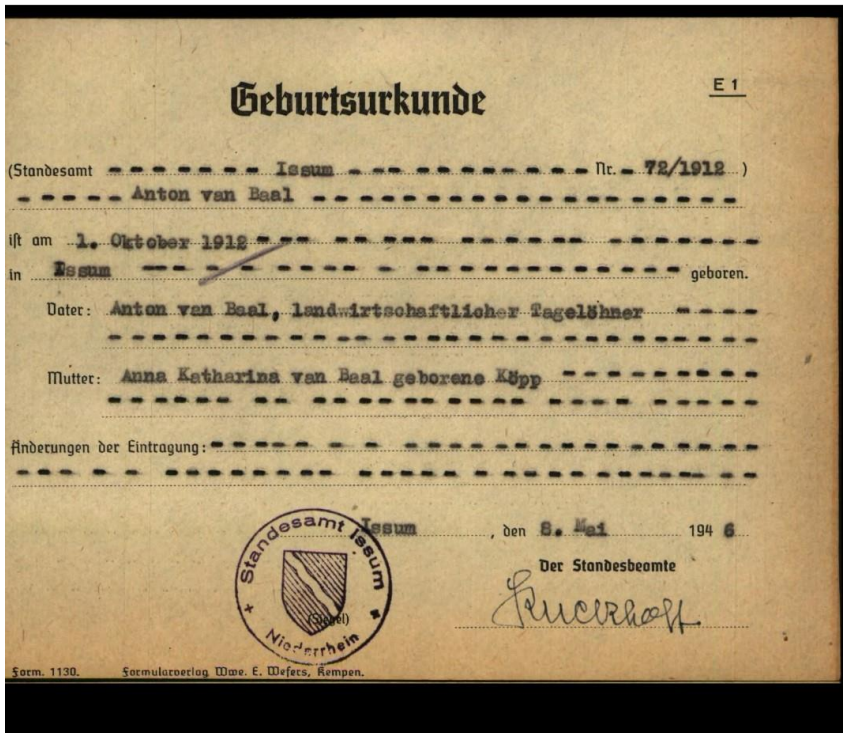 Geburtsurkunde
E 1
(Standesamt Issum Nr. 72/1912 )
Anton van Baal
ist am 1. Oktober 1912
in Issum geboren.
Vater: Anton van Baal, landwirtschaftlicher Tagelöhner
Mutter: Anna Katharina van Baal geborene Köpp
Änderungen der Eintragung:
Issum , den 8. Mai 1946
Der Standesbeamte
Standesamt Issum
(Siegel)
Niederrhein
Kuckhoff
Form. 1130. Formularverlag Wwe. E. Wefers, Kempen.